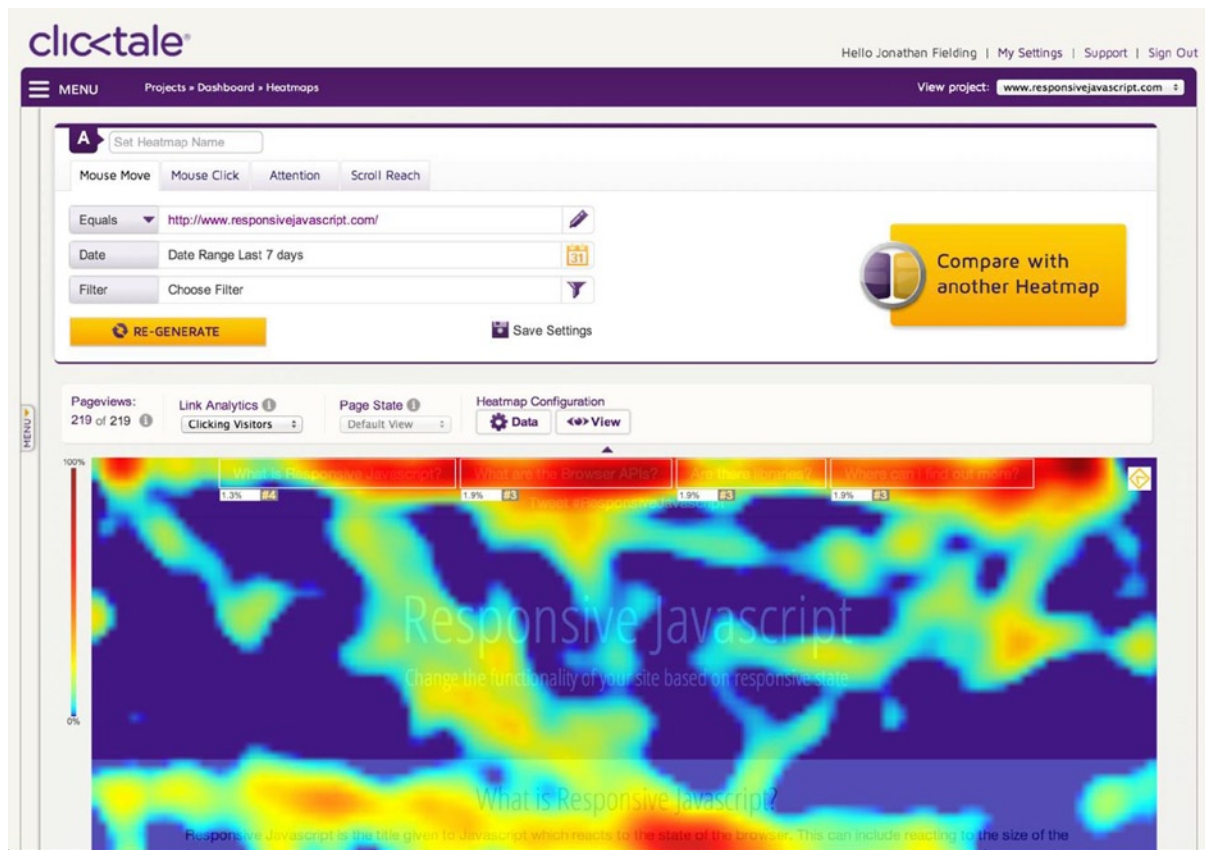 clicktale®
Hello Jonathan Fielding | My Settings | Support | Sign Out
MENU Projects » Dashboard » Heatmaps View project: www.responsivejavascript.com
A Set Heatmap Name
Mouse Move Mouse Click Attention Scroll Reach
Equals http://www.responsivejavascript.com/
Date Date Range Last 7 days 31
Filter Choose Filter
Compare with
another Heatmap
RE-GENERATE Save Settings
Pageviews:
219 of 219
Link Analytics
Clicking Visitors
Page State
Default View
Heatmap Configuration
Data View
MENU
100%
What is Responsive Javascript? What are the Browser APIs? Are there libraries? Where can I find out more?
1.3% #4 1.9% #3 1.9% #3 1.9% #3
Tweet #ResponsiveJavascript
Responsive Javascript
Change the functionality of your site based on responsive state
0%
What is Responsive Javascript?
Responsive Javascript is the title given to Javascript which reacts to the state of the browser. This can include reacting to the size of the